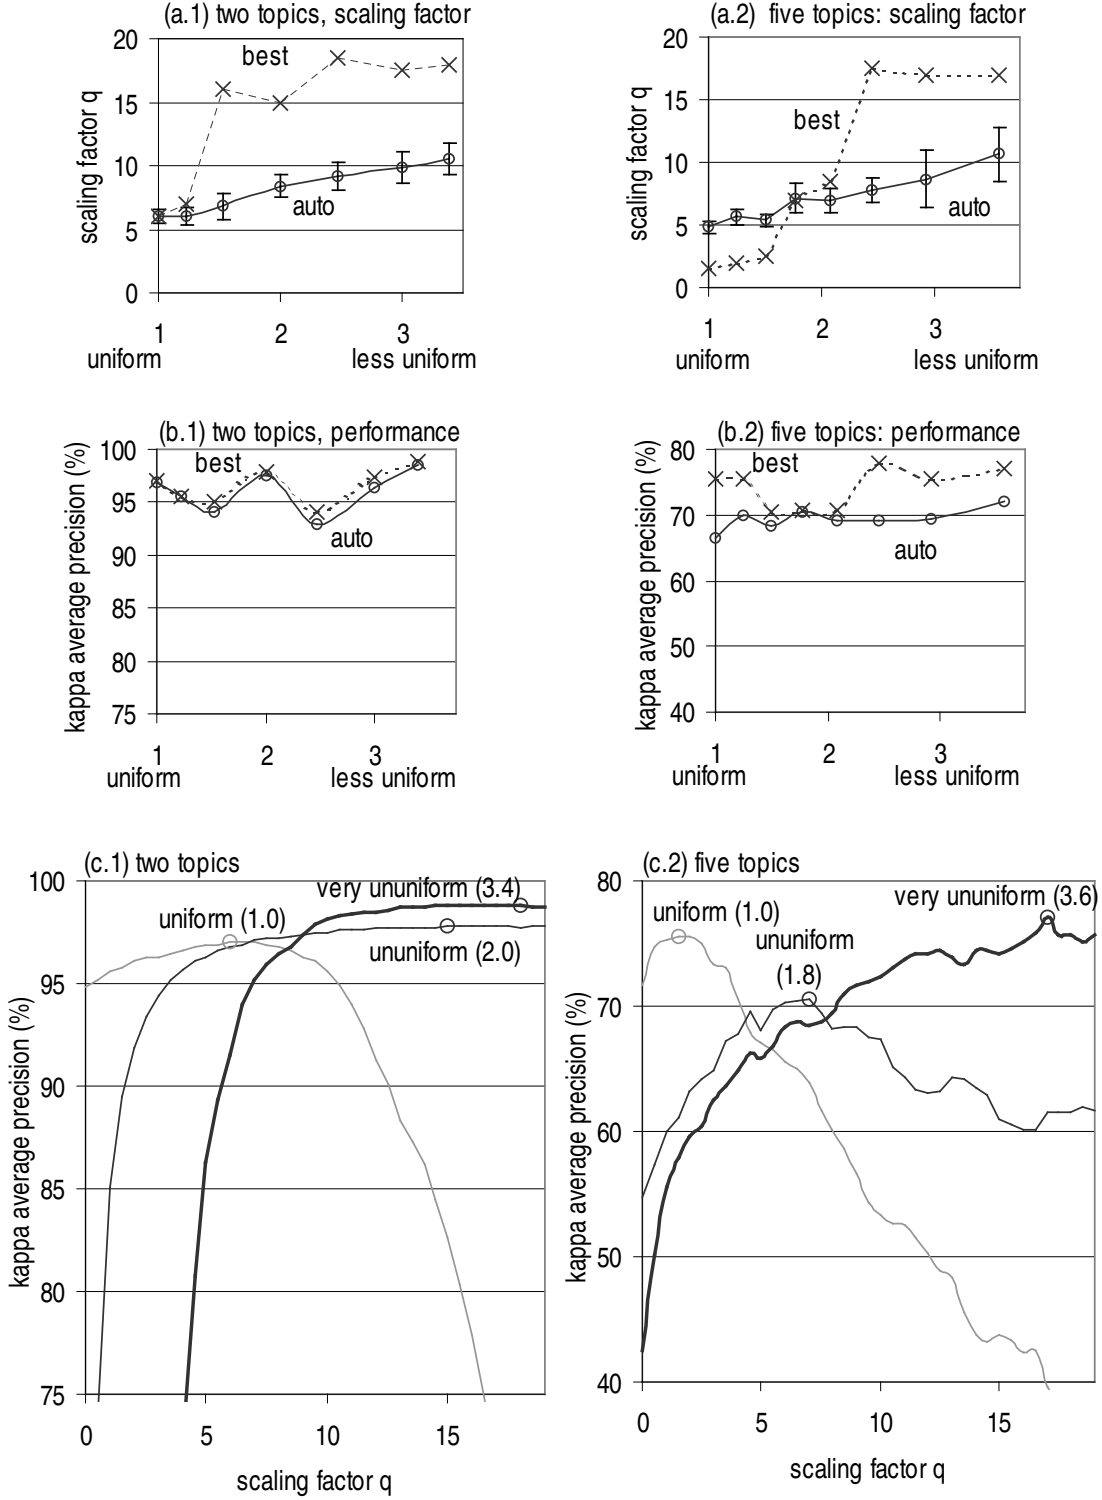 (a.1) two topics, scaling factor
20
15
10
5
0
scaling factor q
best
auto
1
2
3
uniform
less uniform
(a.2) five topics: scaling factor
20
15
10
5
0
scaling factor q
best
auto
1
2
3
uniform
less uniform
(b.1) two topics, performance
100
95
90
85
80
75
kappa average precision (%)
best
auto
1
2
3
uniform
less uniform
(b.2) five topics: performance
80
70
60
50
40
kappa average precision (%)
best
auto
1
2
3
uniform
less uniform
(c.1) two topics
100
95
90
85
80
75
kappa average precision (%)
very ununiform (3.4)
uniform (1.0)
ununiform (2.0)
0
5
10
15
scaling factor q
(c.2) five topics
80
70
60
50
40
kappa average precision (%)
very ununiform (3.6)
uniform (1.0)
ununiform
(1.8)
0
5
10
15
scaling factor q